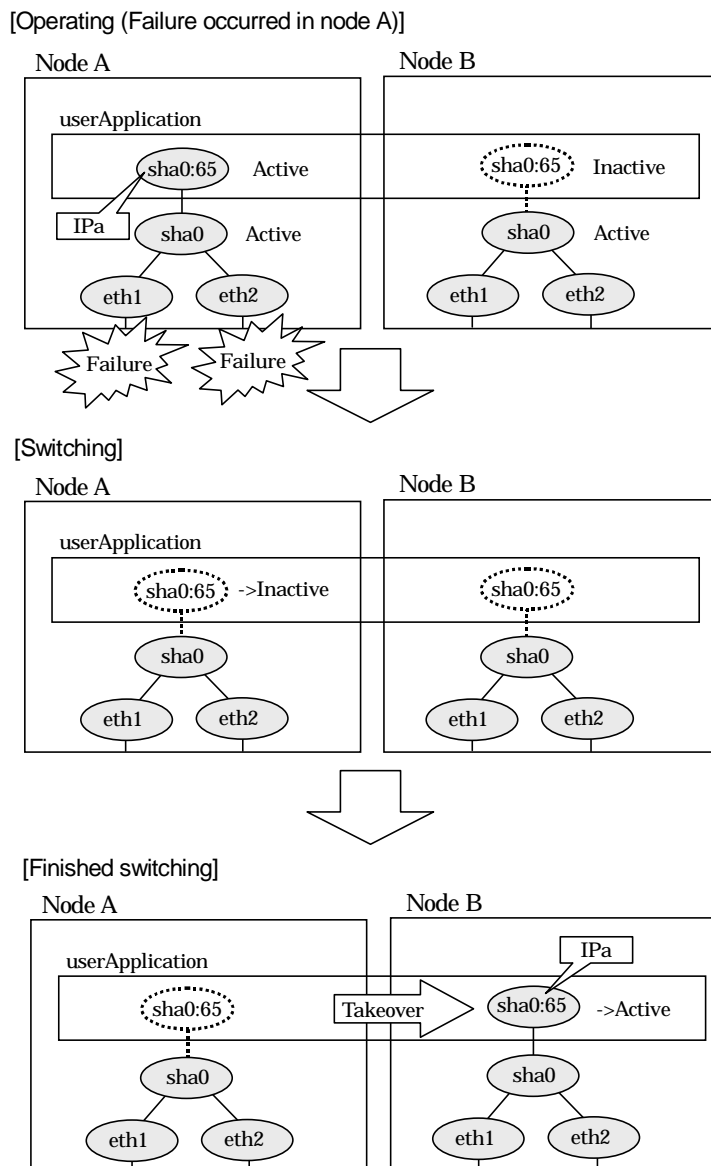 [Operating (Failure occurred in node A)]
Node A
Node B
userApplication
sha0:65
Active
sha0:65
Inactive
IPa
sha0
Active
sha0
Active
eth1
eth2
eth1
eth2
Failure
Failure
[Switching]
Node A
Node B
userApplication
sha0:65
->Inactive
sha0:65
sha0
sha0
eth1
eth2
eth1
eth2
[Finished switching]
Node A
Node B
IPa
userApplication
sha0:65
Takeover
sha0:65
->Active
sha0
sha0
eth1
eth2
eth1
eth2